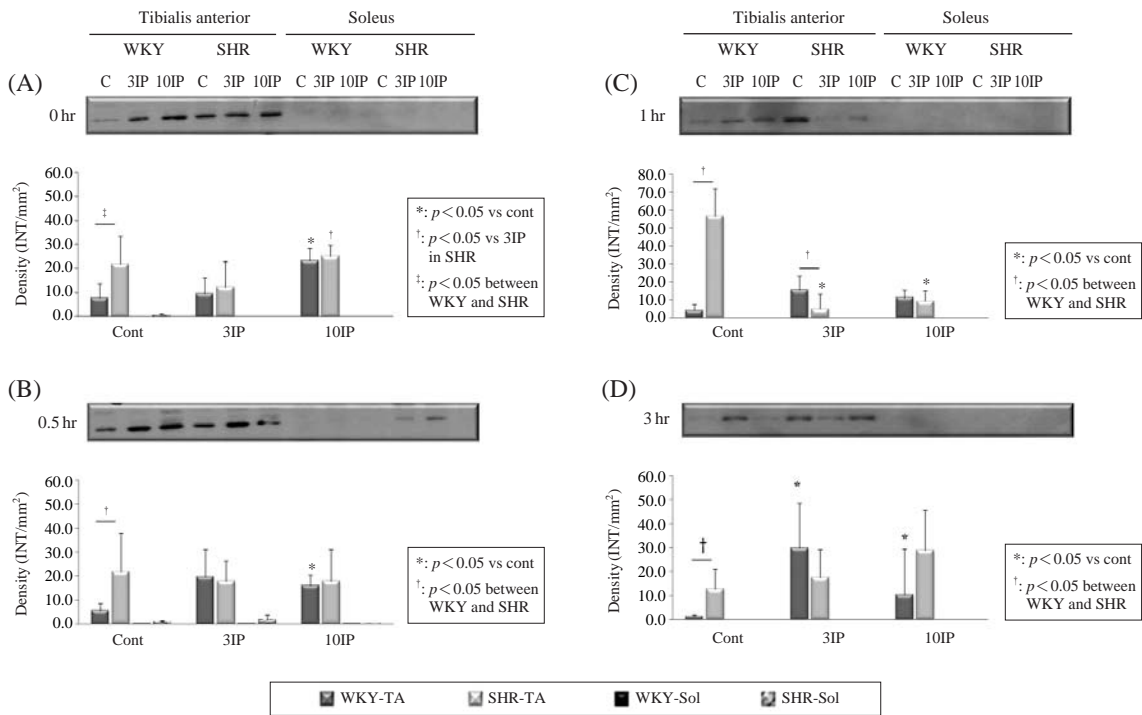 Tibialis anterior Soleus
WKY SHR WKY SHR
C 3IP 10IP C 3IP 10IP C 3IP 10IP C 3IP 10IP
(A)
0 hr
Density (INT/mm²)
60.0
50.0
40.0
30.0
20.0
10.0
0.0
‡
* †
Cont 3IP 10IP
*: p < 0.05 vs cont
†: p < 0.05 vs 3IP
in SHR
‡: p < 0.05 between
WKY and SHR
(B)
0.5 hr
Density (INT/mm²)
60.0
50.0
40.0
30.0
20.0
10.0
0.0
†
*
Cont 3IP 10IP
*: p < 0.05 vs cont
†: p < 0.05 between
WKY and SHR
Tibialis anterior Soleus
WKY SHR WKY SHR
C 3IP 10IP C 3IP 10IP C 3IP 10IP C 3IP 10IP
(C)
1 hr
Density (INT/mm²)
80.0
70.0
60.0
50.0
40.0
30.0
20.0
10.0
0.0
†
†
* *
Cont 3IP 10IP
*: p < 0.05 vs cont
†: p < 0.05 between
WKY and SHR
(D)
3 hr
Density (INT/mm²)
60.0
50.0
40.0
30.0
20.0
10.0
0.0
†
*
*
Cont 3IP 10IP
*: p < 0.05 vs cont
†: p < 0.05 between
WKY and SHR
WKY-TA SHR-TA WKY-Sol SHR-Sol